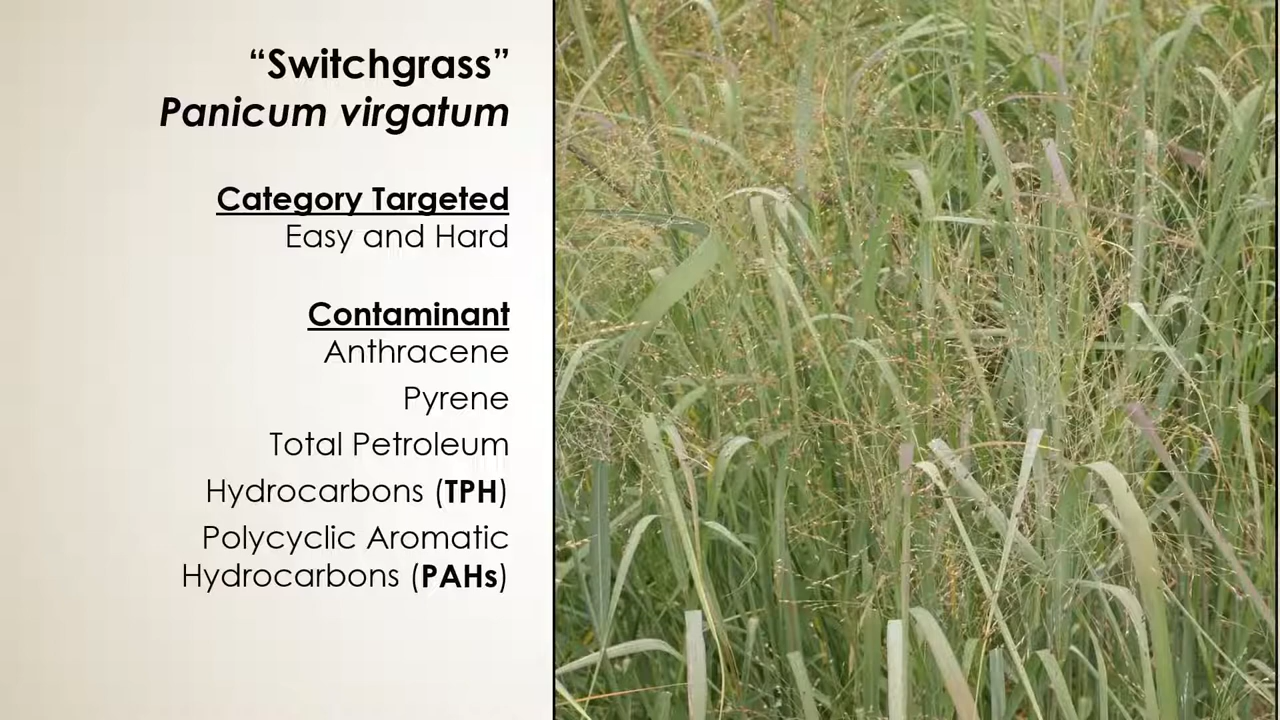 “Switchgrass”
Panicum virgatum
Category Targeted
Easy and Hard
Contaminant
Anthracene
Pyrene
Total Petroleum
Hydrocarbons (TPH)
Polycyclic Aromatic
Hydrocarbons (PAHs)